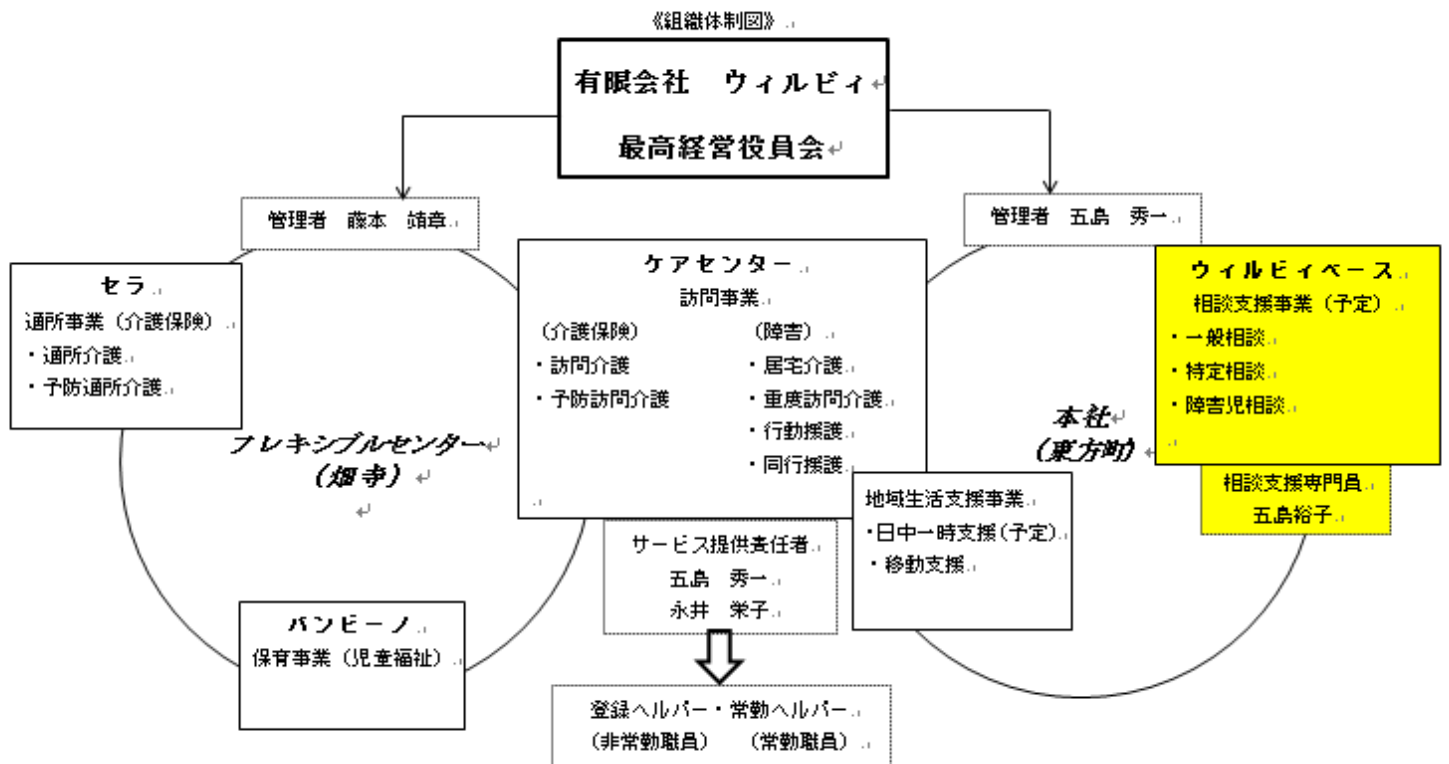 《組織体制図》
有限会社 ウィルビィ
最高経営役員会
管理者 藤本 靖章
管理者 五島 秀一
セラ
通所事業（介護保険）
・通所介護
・予防通所介護
フレキシブルセンター
（畑寺）
バンビーノ
保育事業（児童福祉）
ケアセンター
訪問事業
（介護保険） （障害）
・訪問介護 ・居宅介護
・予防訪問介護 ・重度訪問介護
・行動援護
・同行援護
サービス提供責任者
五島 秀一
永井 栄子
登録ヘルパー・常勤ヘルパー
（非常勤職員） （常勤職員）
地域生活支援事業
・日中一時支援（予定）
・移動支援
本社
（東方町）
ウィルビィベース
相談支援事業（予定）
・一般相談
・特定相談
・障害児相談
相談支援専門員
五島裕子